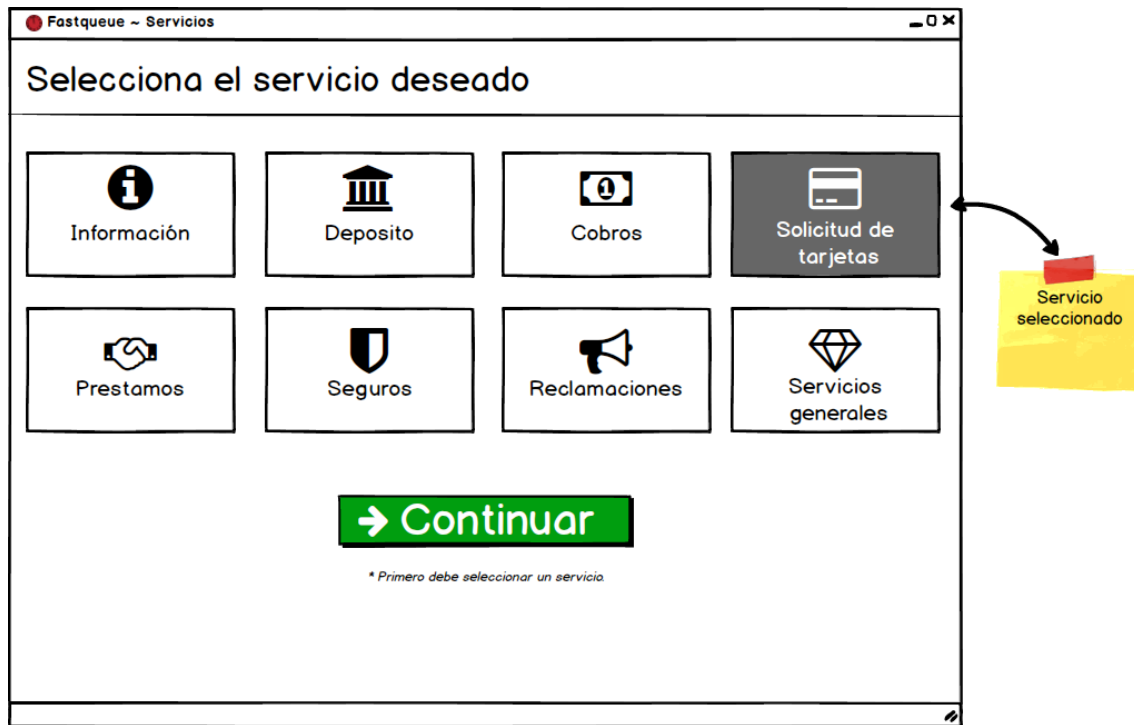 Fastqueue ~ Servicios
Selecciona el servicio deseado
Información
Deposito
Cobros
Solicitud de
tarjetas
Servicio
seleccionado
Prestamos
Seguros
Reclamaciones
Servicios
generales
Continuar
* Primero debe seleccionar un servicio.